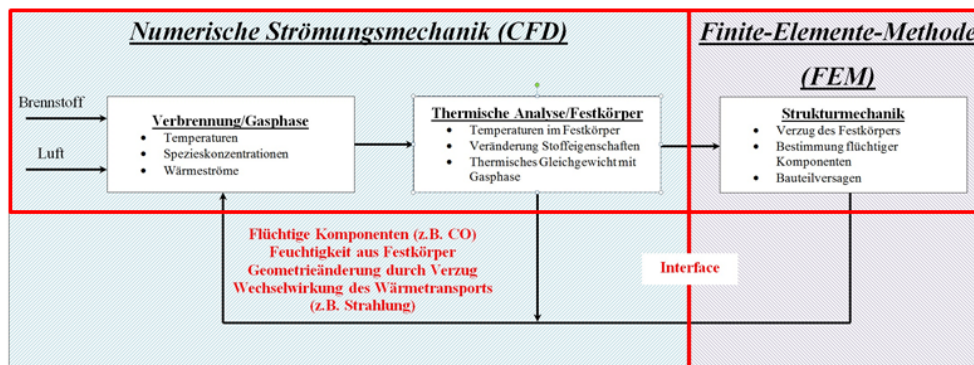 Numerische Strömungsmechanik (CFD)
Finite-Elemente-Methode
(FEM)
Brennstoff
Luft
Verbrennung/Gasphase
• Temperaturen
• Spezieskonzentrationen
• Wärmeströme
Thermische Analyse/Festkörper
• Temperaturen im Festkörper
• Veränderung Stoffeigenschaften
• Thermisches Gleichgewicht mit
Gasphase
Strukturmechanik
• Verzug des Festkörpers
• Bestimmung flüchtiger
Komponenten
• Bauteilversagen
Flüchtige Komponenten (z.B. CO)
Feuchtigkeit aus Festkörper
Geometrieänderung durch Verzug
Wechselwirkung des Wärmetransports
(z.B. Strahlung)
Interface